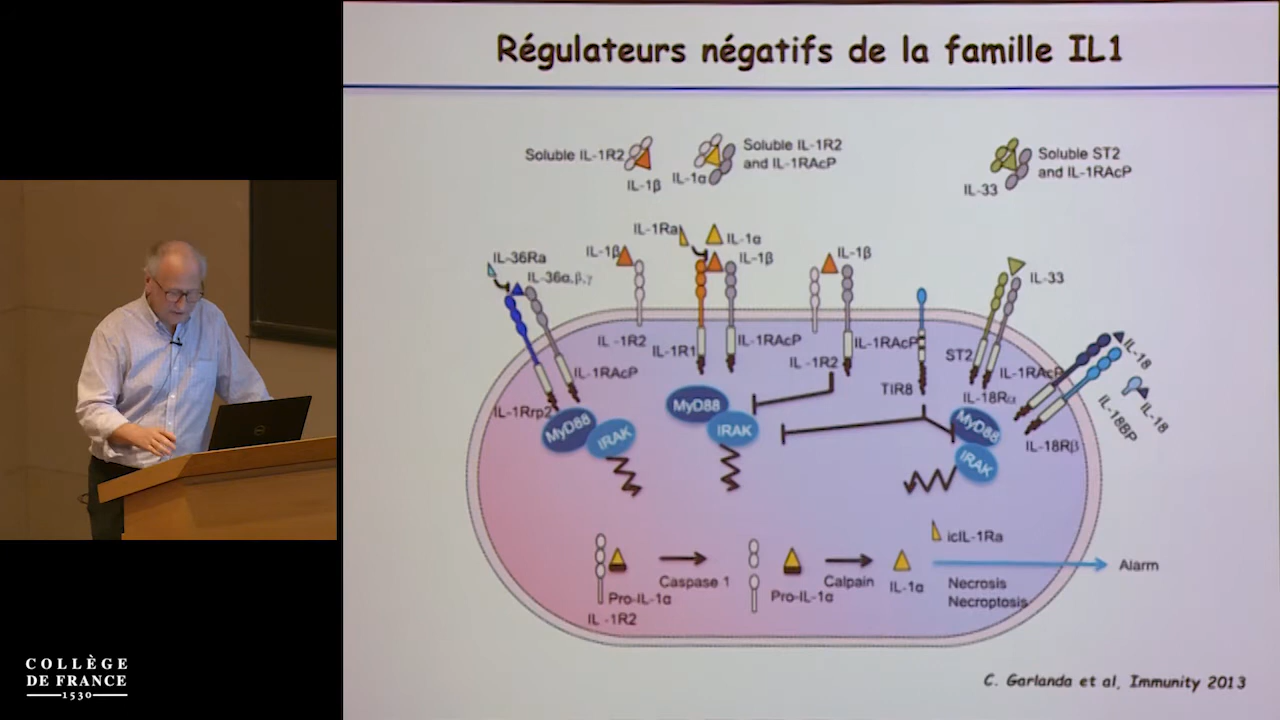 Régulateurs négatifs de la famille IL1
Soluble IL-1R2
IL-1β
IL-1α
Soluble IL-1R2
and IL-1RAcP
IL-33
Soluble ST2
and IL-1RAcP
IL-36Ra
IL-36α,β,γ
IL-1β
IL-1Ra
IL-1α
IL-1β
IL-1β
IL-33
IL-1R2
IL-1R1
IL-1RAcP
IL-1R2
IL-1RAcP
TIR8
ST2
IL-1RAcP
IL-18
IL-18
IL-18BP
IL-18Rα
IL-18Rβ
IL-1RAcP
IL-1Rrp2
MyD88
IRAK
MyD88
IRAK
MyD88
IRAK
icIL-1Ra
Pro-IL-1α
IL-1R2
Caspase 1
Pro-IL-1α
Calpain
IL-1α
Necrosis
Necroptosis
Alarm
C. Garlanda et al, Immunity 2013
COLLÈGE
DE FRANCE
1530
DELL